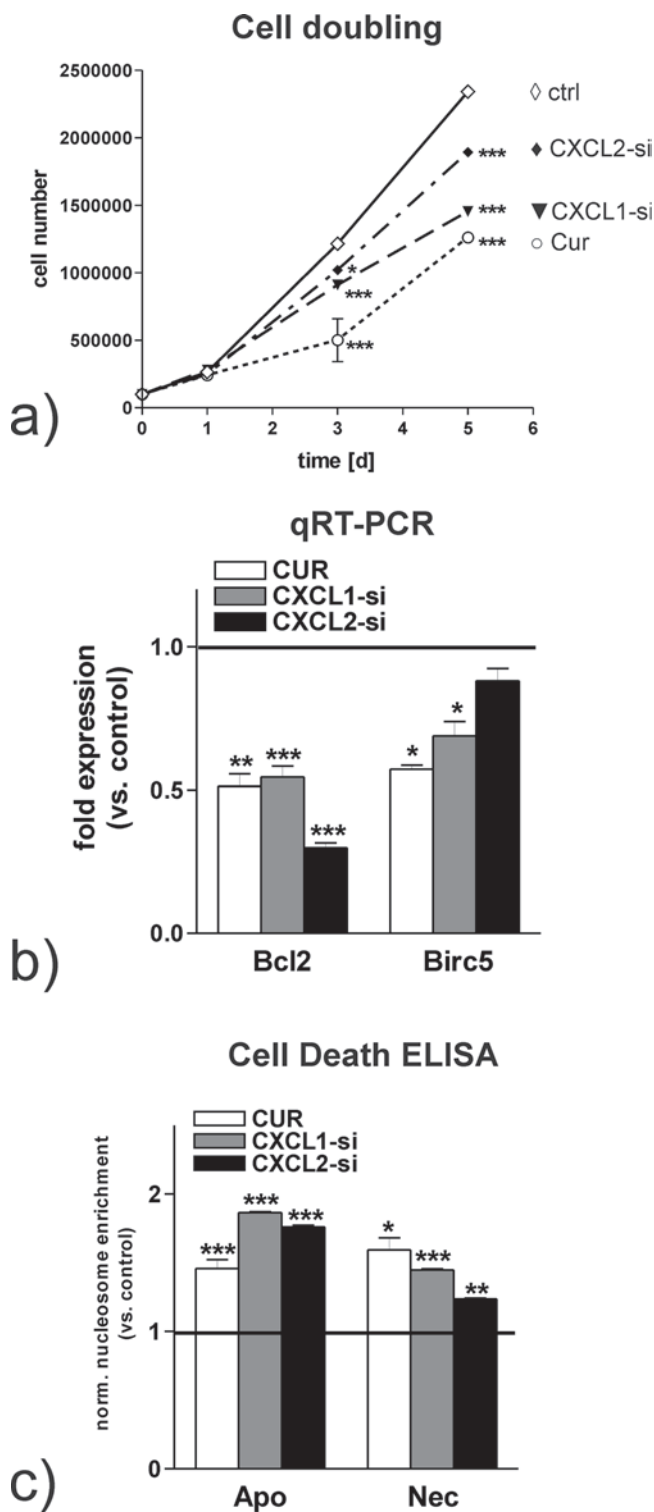 Cell doubling
2500000
2000000
1500000
1000000
500000
0
cell number
0 1 2 3 4 5 6
time [d]
*
***
***
***
***
***
ctrl
CXCL2-si
CXCL1-si
Cur
a)
qRT-PCR
CUR
CXCL1-si
CXCL2-si
1.0
0.5
0.0
fold expression
(vs. control)
** *** ***
* *
Bcl2 Birc5
b)
Cell Death ELISA
CUR
CXCL1-si
CXCL2-si
2
1
0
norm. nucleosome enrichment
(vs. control)
*** *** ***
* *** **
Apo Nec
c)